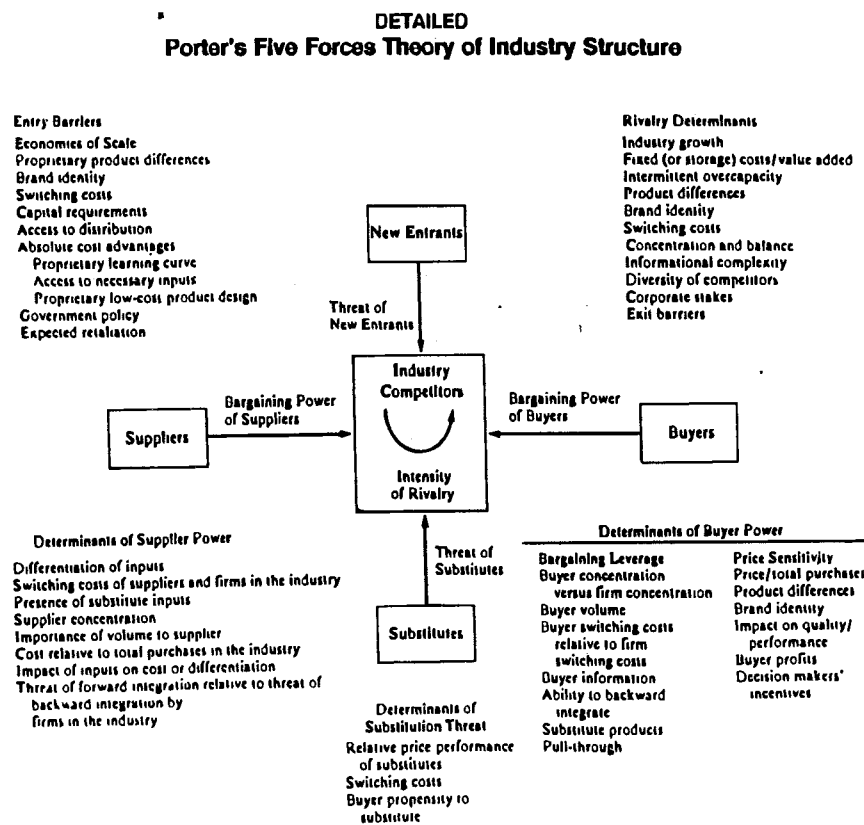 DETAILED
Porter's Five Forces Theory of Industry Structure
Entry Barriers
Economies of Scale
Proprietary product differences
Brand identity
Switching costs
Capital requirements
Access to distribution
Absolute cost advantages
Proprietary learning curve
Access to necessary inputs
Proprietary low-cost product design
Government policy
Expected retaliation
Rivalry Determinants
Industry growth
Fixed (or storage) costs/value added
Intermittent overcapacity
Product differences
Brand identity
Switching costs
Concentration and balance
Informational complexity
Diversity of competitors
Corporate stakes
Exit barriers
New Entrants
Threat of
New Entrants
Industry
Competitors
Intensity
of Rivalry
Bargaining Power
of Suppliers
Suppliers
Bargaining Power
of Buyers
Buyers
Threat of
Substitutes
Substitutes
Determinants of Supplier Power
Differentiation of inputs
Switching costs of suppliers and firms in the industry
Presence of substitute inputs
Supplier concentration
Importance of volume to supplier
Cost relative to total purchases in the industry
Impact of inputs on cost or differentiation
Threat of forward integration relative to threat of
backward integration by
firms in the industry
Determinants of
Substitution Threat
Relative price performance
of substitutes
Switching costs
Buyer propensity to
substitute
Determinants of Buyer Power
Bargaining Leverage
Buyer concentration
versus firm concentration
Buyer volume
Buyer switching costs
relative to firm
switching costs
Buyer information
Ability to backward
integrate
Substitute products
Pull-through
Price Sensitivity
Price/total purchases
Product differences
Brand identity
Impact on quality/
performance
Buyer profits
Decision makers'
incentives